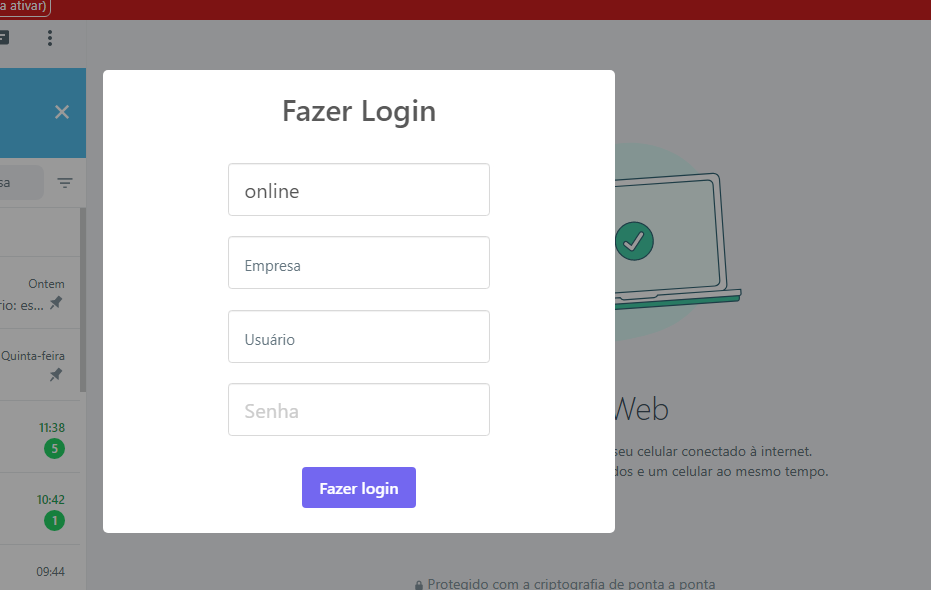 a ativar)
Fazer Login
sa
online
Empresa
Ontem
rio: es...
Usuário
Quinta-feira
Senha
Web
11:38
5
seu celular conectado à internet.
dos e um celular ao mesmo tempo.
Fazer login
10:42
1
09:44
Protegido com a criptografia de ponta a ponta